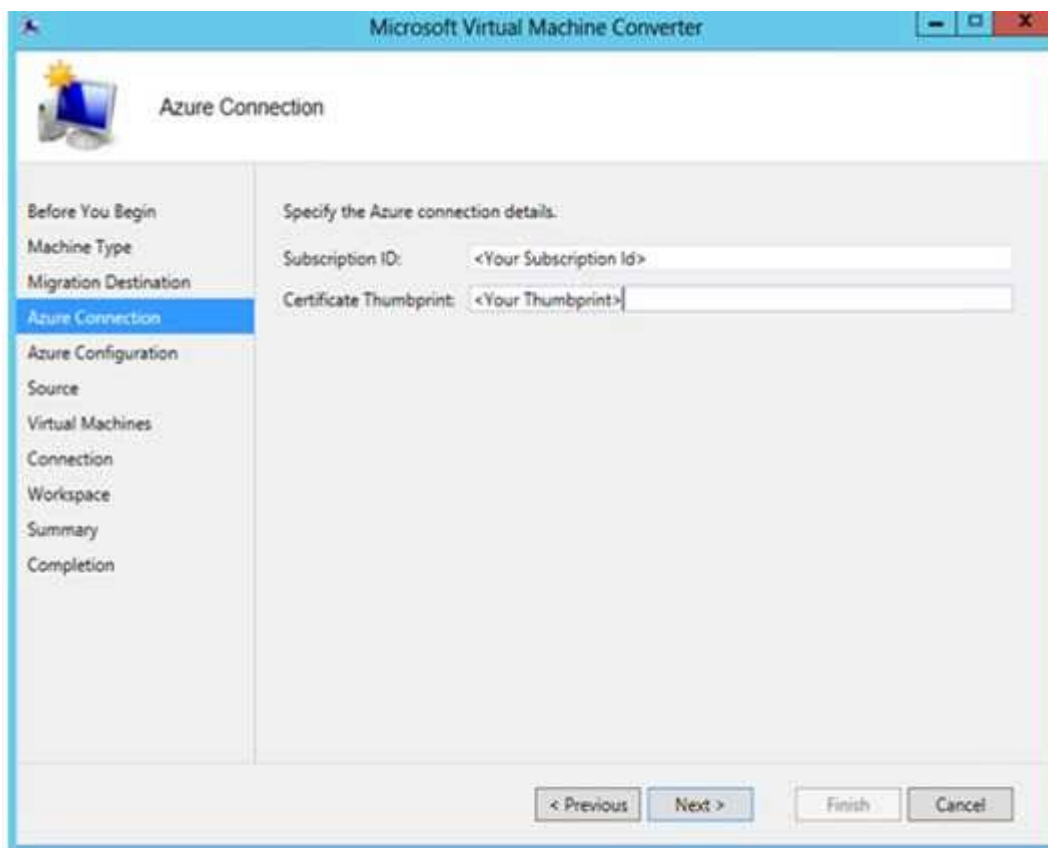 Microsoft Virtual Machine Converter
Azure Connection
Before You Begin
Machine Type
Migration Destination
Azure Connection
Azure Configuration
Source
Virtual Machines
Connection
Workspace
Summary
Completion
Specify the Azure connection details.
Subscription ID: <Your Subscription Id>
Certificate Thumbprint: <Your Thumbprint>
< Previous Next > Finish Cancel